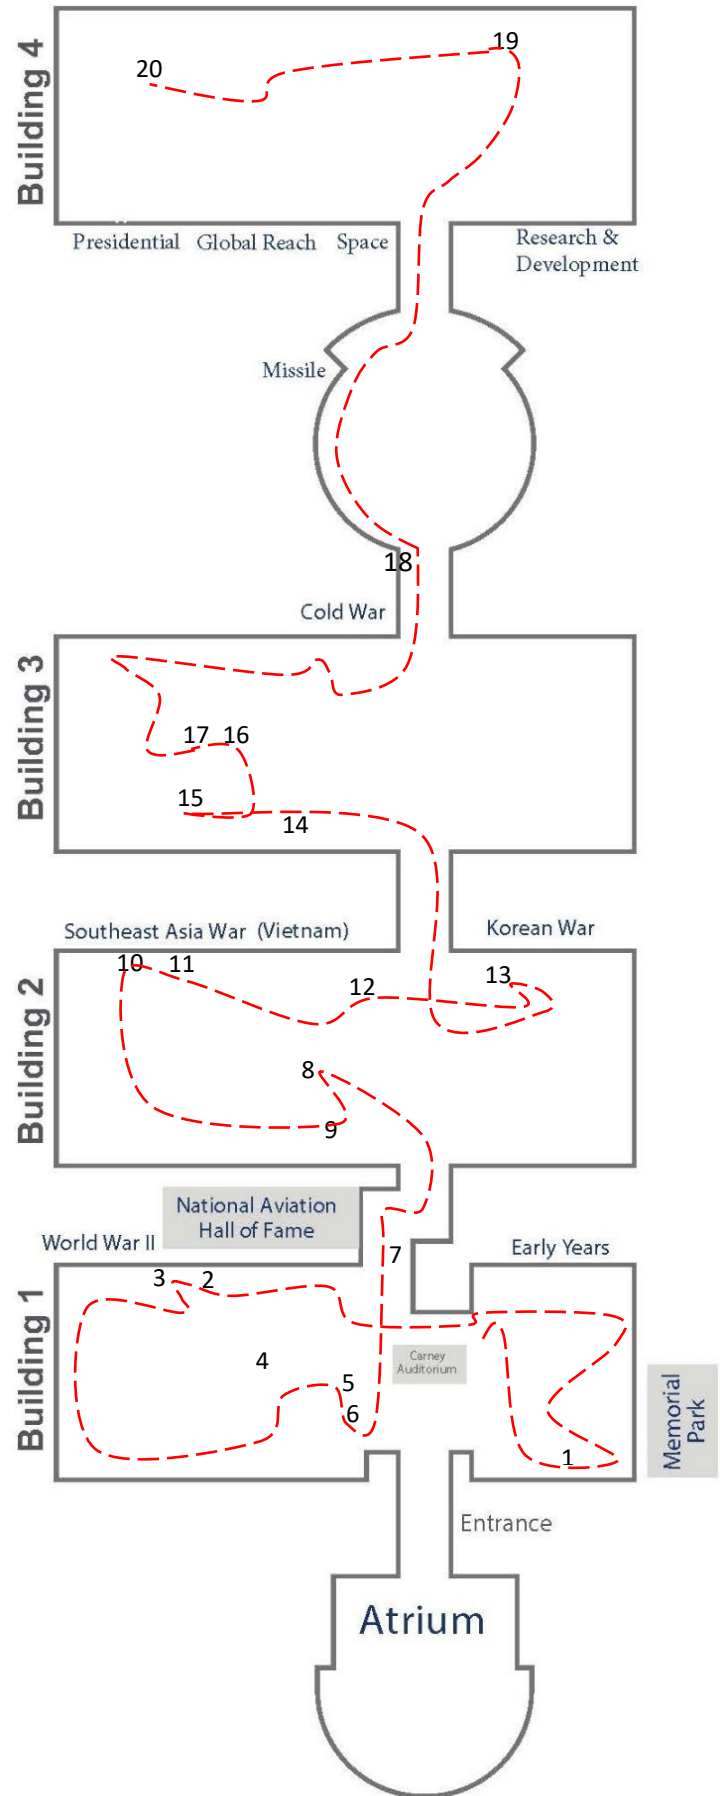 Building 4
19
20
Presidential
Global Reach
Space
Research &
Development
Missile
18
Cold War
Building 3
17
16
15
14
Southeast Asia War (Vietnam)
Korean War
Building 2
10
11
12
13
8
9
National Aviation
Hall of Fame
World War II
7
Early Years
Building 1
3
2
4
5
6
Carney
Auditorium
1
Memorial
Park
Entrance
Atrium